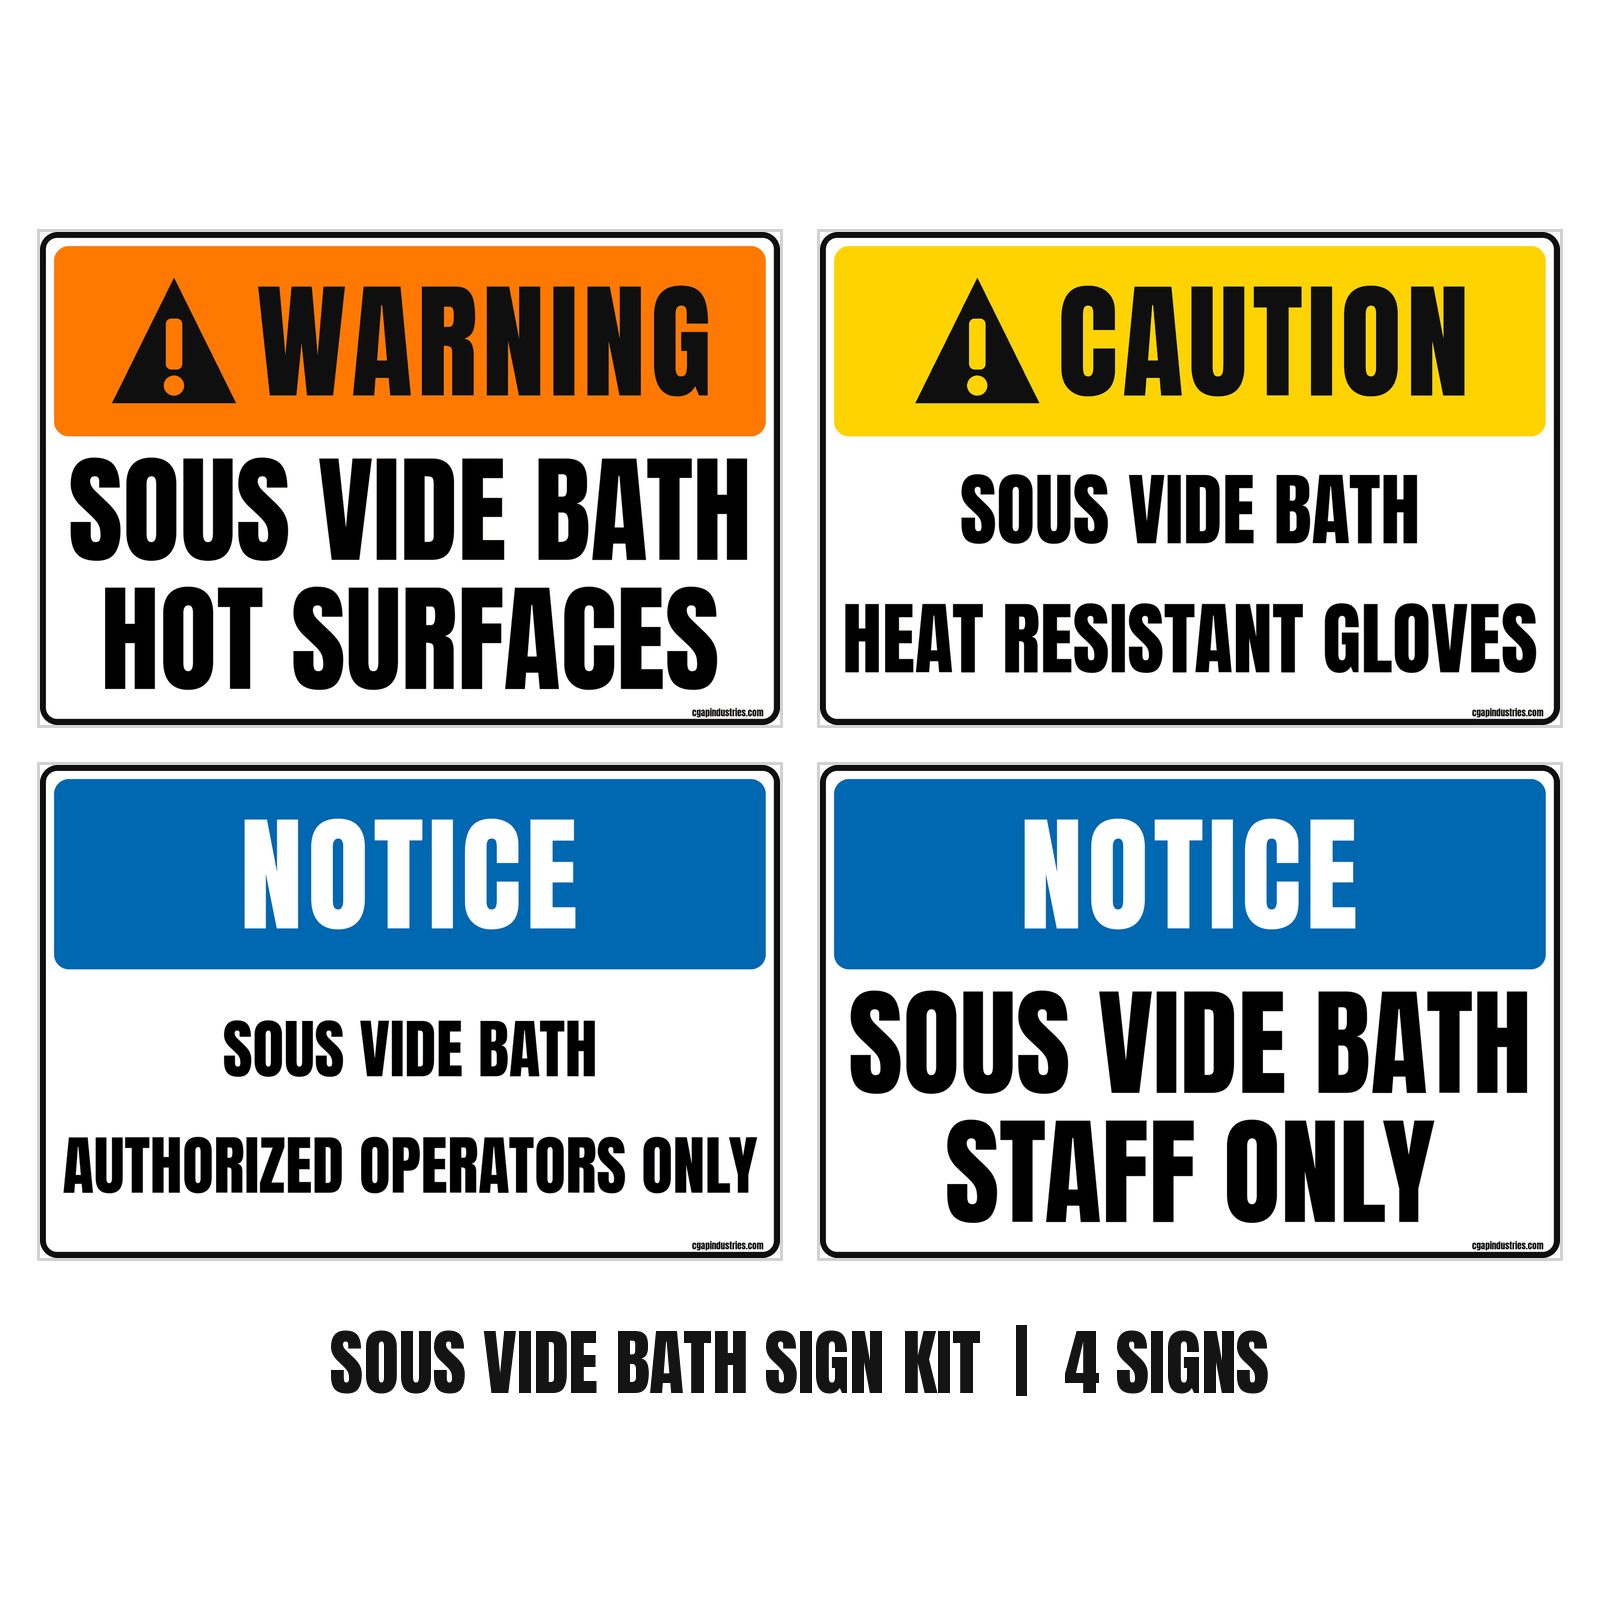 WARNING
SOUS VIDE BATH
HOT SURFACES
cgapindustries.com
CAUTION
SOUS VIDE BATH
HEAT RESISTANT GLOVES
cgapindustries.com
NOTICE
SOUS VIDE BATH
AUTHORIZED OPERATORS ONLY
cgapindustries.com
NOTICE
SOUS VIDE BATH
STAFF ONLY
cgapindustries.com
SOUS VIDE BATH SIGN KIT | 4 SIGNS